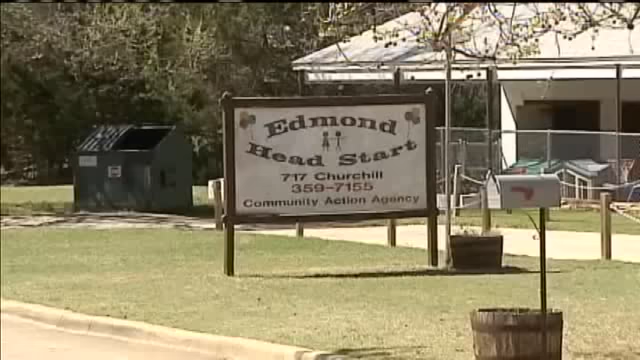 Edmond
Head Start
717 Churchill
359-7155
Community Action Agency